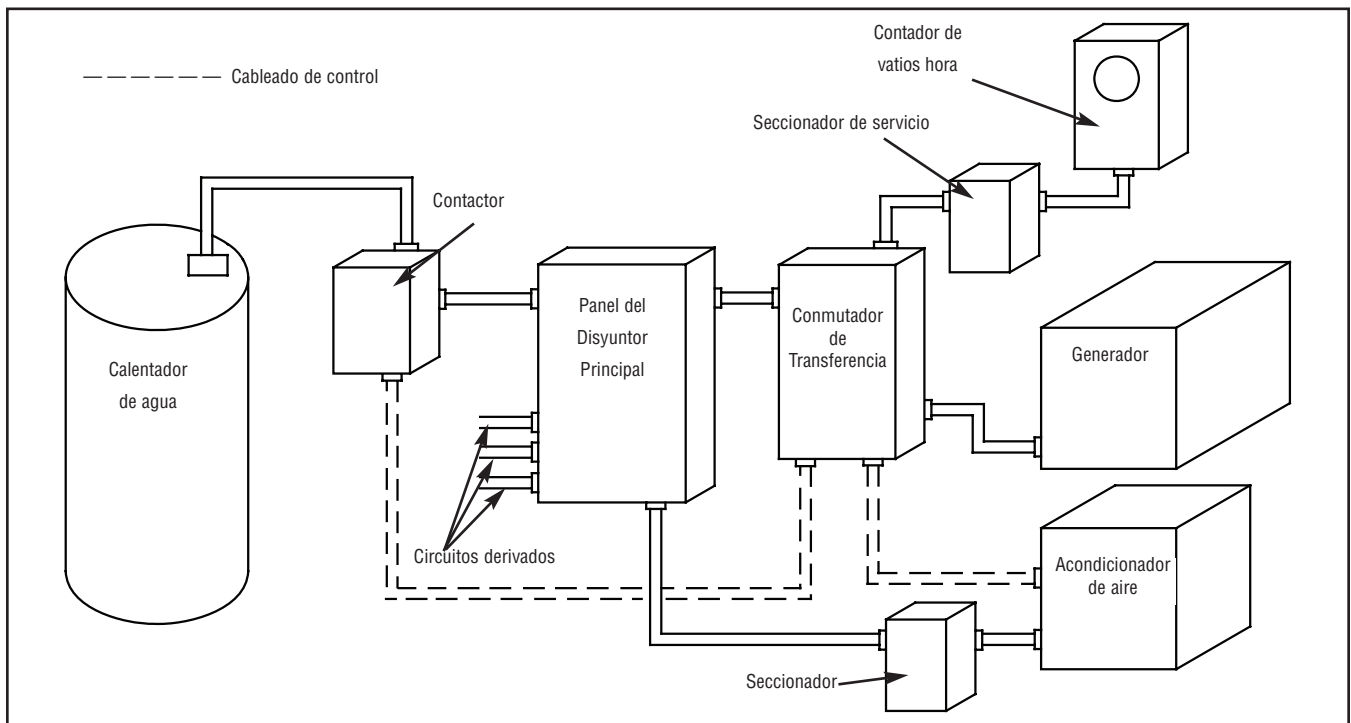 Contador de
vatios hora
Cableado de control
Seccionador de servicio
Contactor
Panel del
Disyuntor
Principal
Conmutador
de
Transferencia
Generador
Calentador
de agua
Circuitos derivados
Acondicionador
de aire
Seccionador